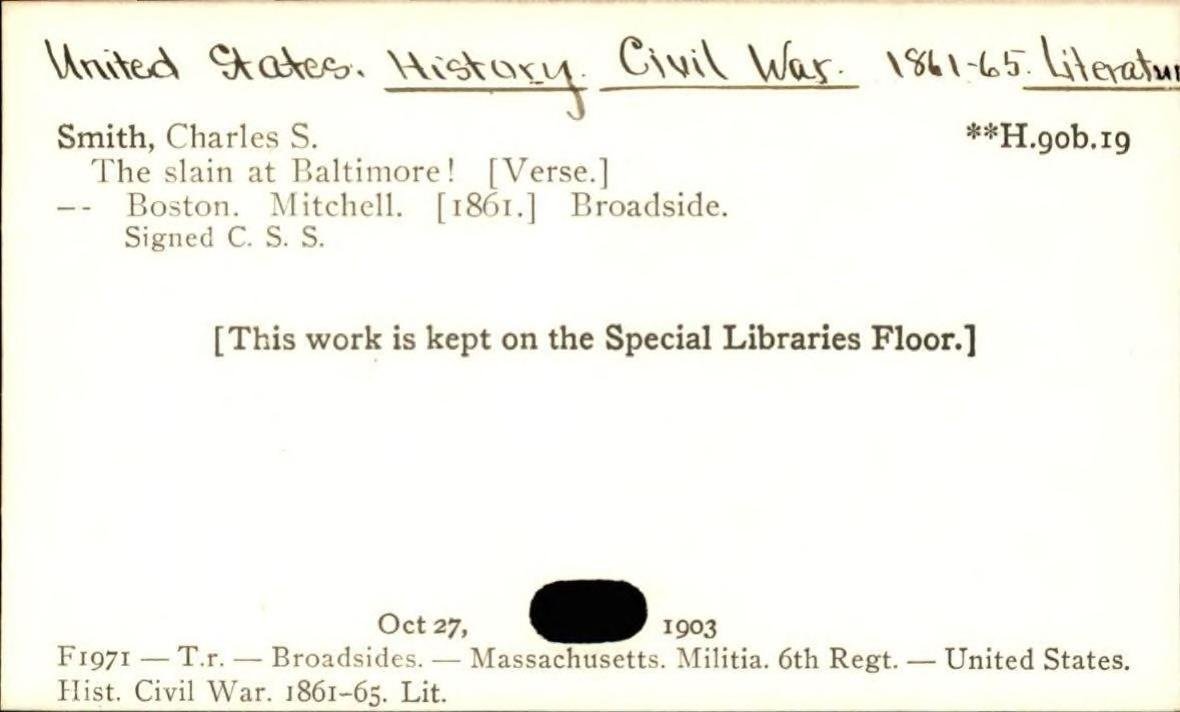 United States. History. Civil War. 1861-65. Literatur
Smith, Charles S. **H.90b.19
The slain at Baltimore! [Verse.]
-- Boston. Mitchell. [1861.] Broadside.
Signed C. S. S.
[This work is kept on the Special Libraries Floor.]
Oct 27, 1903
F1971 — T.r. — Broadsides. — Massachusetts. Militia. 6th Regt. — United States.
Hist. Civil War. 1861-65. Lit.